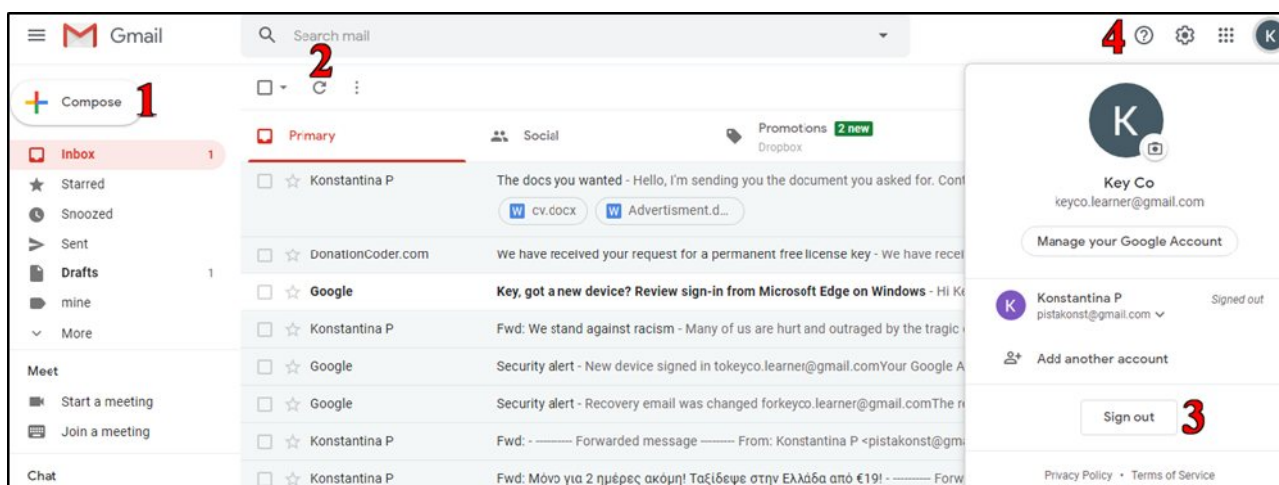 Gmail
Search mail
4
K
1
2
Compose
Inbox 1
Starred
Snoozed
Sent
Drafts 1
mine
More
Meet
Start a meeting
Join a meeting
Chat
Primary
Social
Promotions 2 new
Dropbox
Konstantina P The docs you wanted - Hello, I'm sending you the document you asked for.
W cv.docx W Advertisment.d...
DonationCoder.com We have received your request for a permanent free license key - We have
Google Key, got a new device? Review sign-in from Microsoft Edge on Windows - Hi
Konstantina P Fwd: We stand against racism - Many of us are hurt and outraged by the tragic
Google Security alert - New device signed in tokeyco.learner@gmail.comYour Google A
Google Security alert - Recovery email was changed forkeyco.learner@gmail.comThe
Konstantina P Fwd: - ---------- Forwarded message --------- From: Konstantina P <pistakonst@gma
Konstantina P Fwd: Μόνο για 2 ημέρες ακόμη! Ταξίδεψε στην Ελλάδα από €19! - ---------- Forw
K
Key Co
keyco.learner@gmail.com
Manage your Google Account
K
Konstantina P Signed out
pistakonst@gmail.com
Add another account
Sign out 3
Privacy Policy • Terms of Service